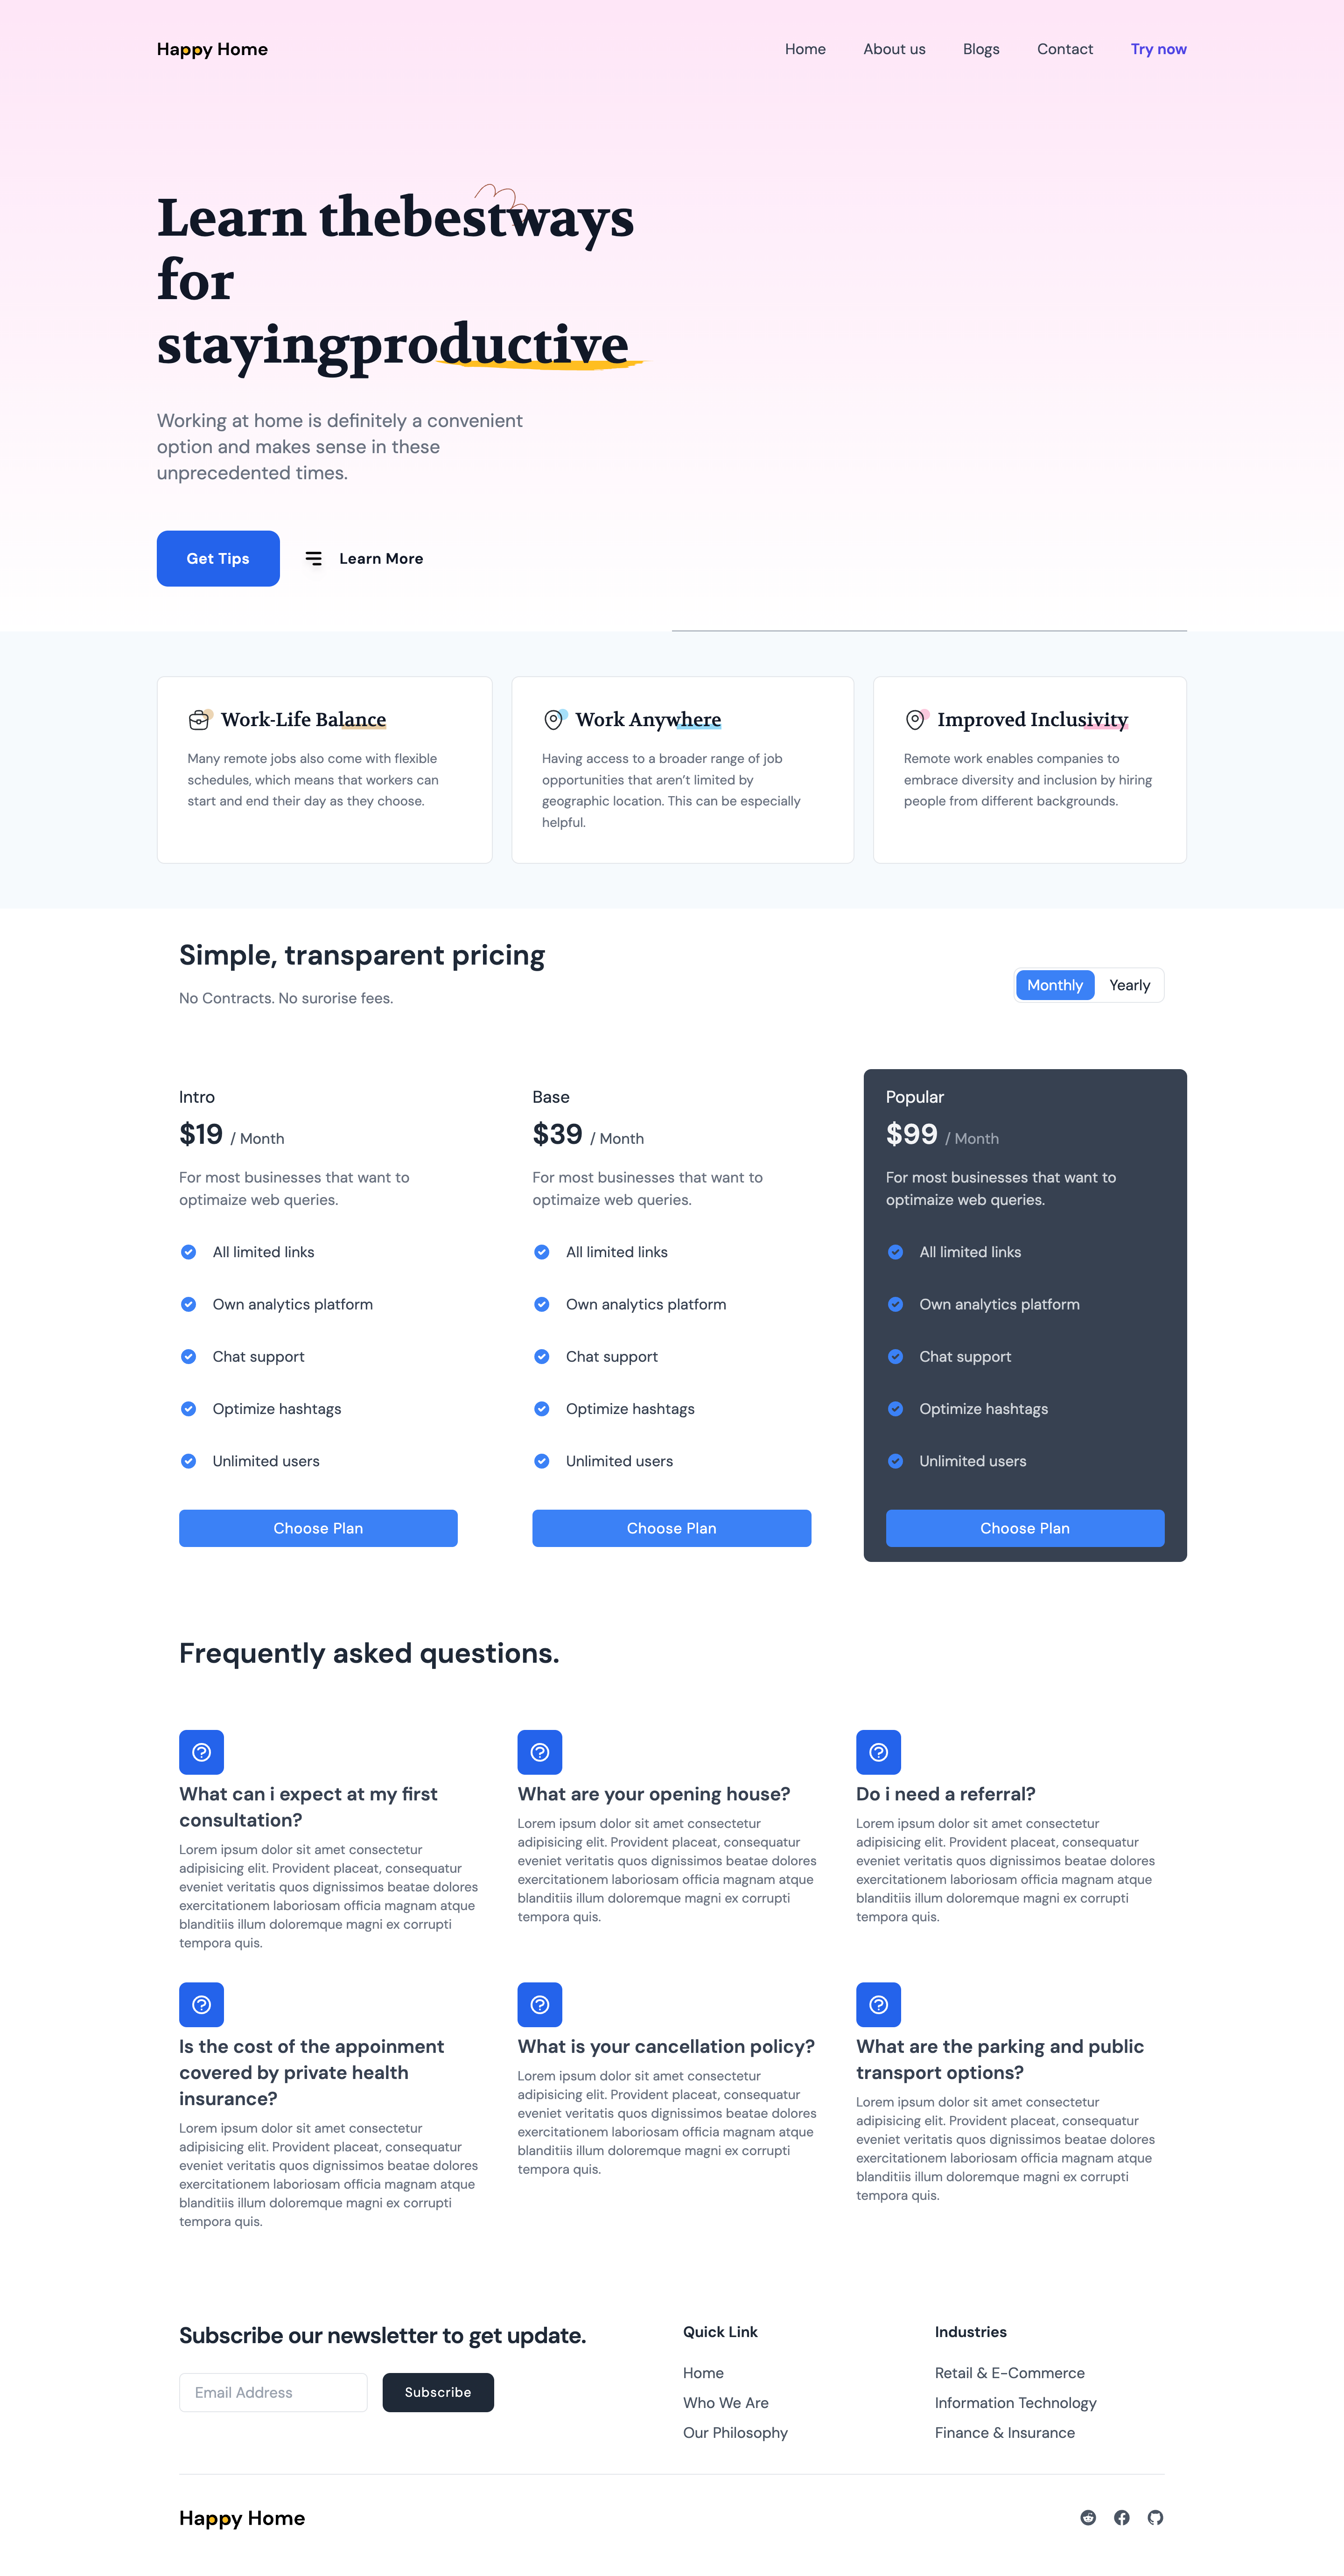 Happy Home
Home
About us
Blogs
Contact
Try now
Learn thebestways
for
stayingproductive
Working at home is definitely a convenient
option and makes sense in these
unprecedented times.
Get Tips
Learn More
Work-Life Balance
Many remote jobs also come with flexible
schedules, which means that workers can
start and end their day as they choose.
Work Anywhere
Having access to a broader range of job
opportunities that aren’t limited by
geographic location. This can be especially
helpful.
Improved Inclusivity
Remote work enables companies to
embrace diversity and inclusion by hiring
people from different backgrounds.
Simple, transparent pricing
No Contracts. No surorise fees.
Monthly
Yearly
Intro
$19 / Month
For most businesses that want to
optimaize web queries.
All limited links
Own analytics platform
Chat support
Optimize hashtags
Unlimited users
Choose Plan
Base
$39 / Month
For most businesses that want to
optimaize web queries.
All limited links
Own analytics platform
Chat support
Optimize hashtags
Unlimited users
Choose Plan
Popular
$99 / Month
For most businesses that want to
optimaize web queries.
All limited links
Own analytics platform
Chat support
Optimize hashtags
Unlimited users
Choose Plan
Frequently asked questions.
What can i expect at my first
consultation?
Lorem ipsum dolor sit amet consectetur
adipisicing elit. Provident placeat, consequatur
eveniet veritatis quos dignissimos beatae dolores
exercitationem laboriosam officia magnam atque
blanditiis illum doloremque magni ex corrupti
tempora quis.
What are your opening house?
Lorem ipsum dolor sit amet consectetur
adipisicing elit. Provident placeat, consequatur
eveniet veritatis quos dignissimos beatae dolores
exercitationem laboriosam officia magnam atque
blanditiis illum doloremque magni ex corrupti
tempora quis.
Do i need a referral?
Lorem ipsum dolor sit amet consectetur
adipisicing elit. Provident placeat, consequatur
eveniet veritatis quos dignissimos beatae dolores
exercitationem laboriosam officia magnam atque
blanditiis illum doloremque magni ex corrupti
tempora quis.
Is the cost of the appoinment
covered by private health
insurance?
Lorem ipsum dolor sit amet consectetur
adipisicing elit. Provident placeat, consequatur
eveniet veritatis quos dignissimos beatae dolores
exercitationem laboriosam officia magnam atque
blanditiis illum doloremque magni ex corrupti
tempora quis.
What is your cancellation policy?
Lorem ipsum dolor sit amet consectetur
adipisicing elit. Provident placeat, consequatur
eveniet veritatis quos dignissimos beatae dolores
exercitationem laboriosam officia magnam atque
blanditiis illum doloremque magni ex corrupti
tempora quis.
What are the parking and public
transport options?
Lorem ipsum dolor sit amet consectetur
adipisicing elit. Provident placeat, consequatur
eveniet veritatis quos dignissimos beatae dolores
exercitationem laboriosam officia magnam atque
blanditiis illum doloremque magni ex corrupti
tempora quis.
Subscribe our newsletter to get update.
Email Address
Subscribe
Quick Link
Home
Who We Are
Our Philosophy
Industries
Retail & E-Commerce
Information Technology
Finance & Insurance
Happy Home